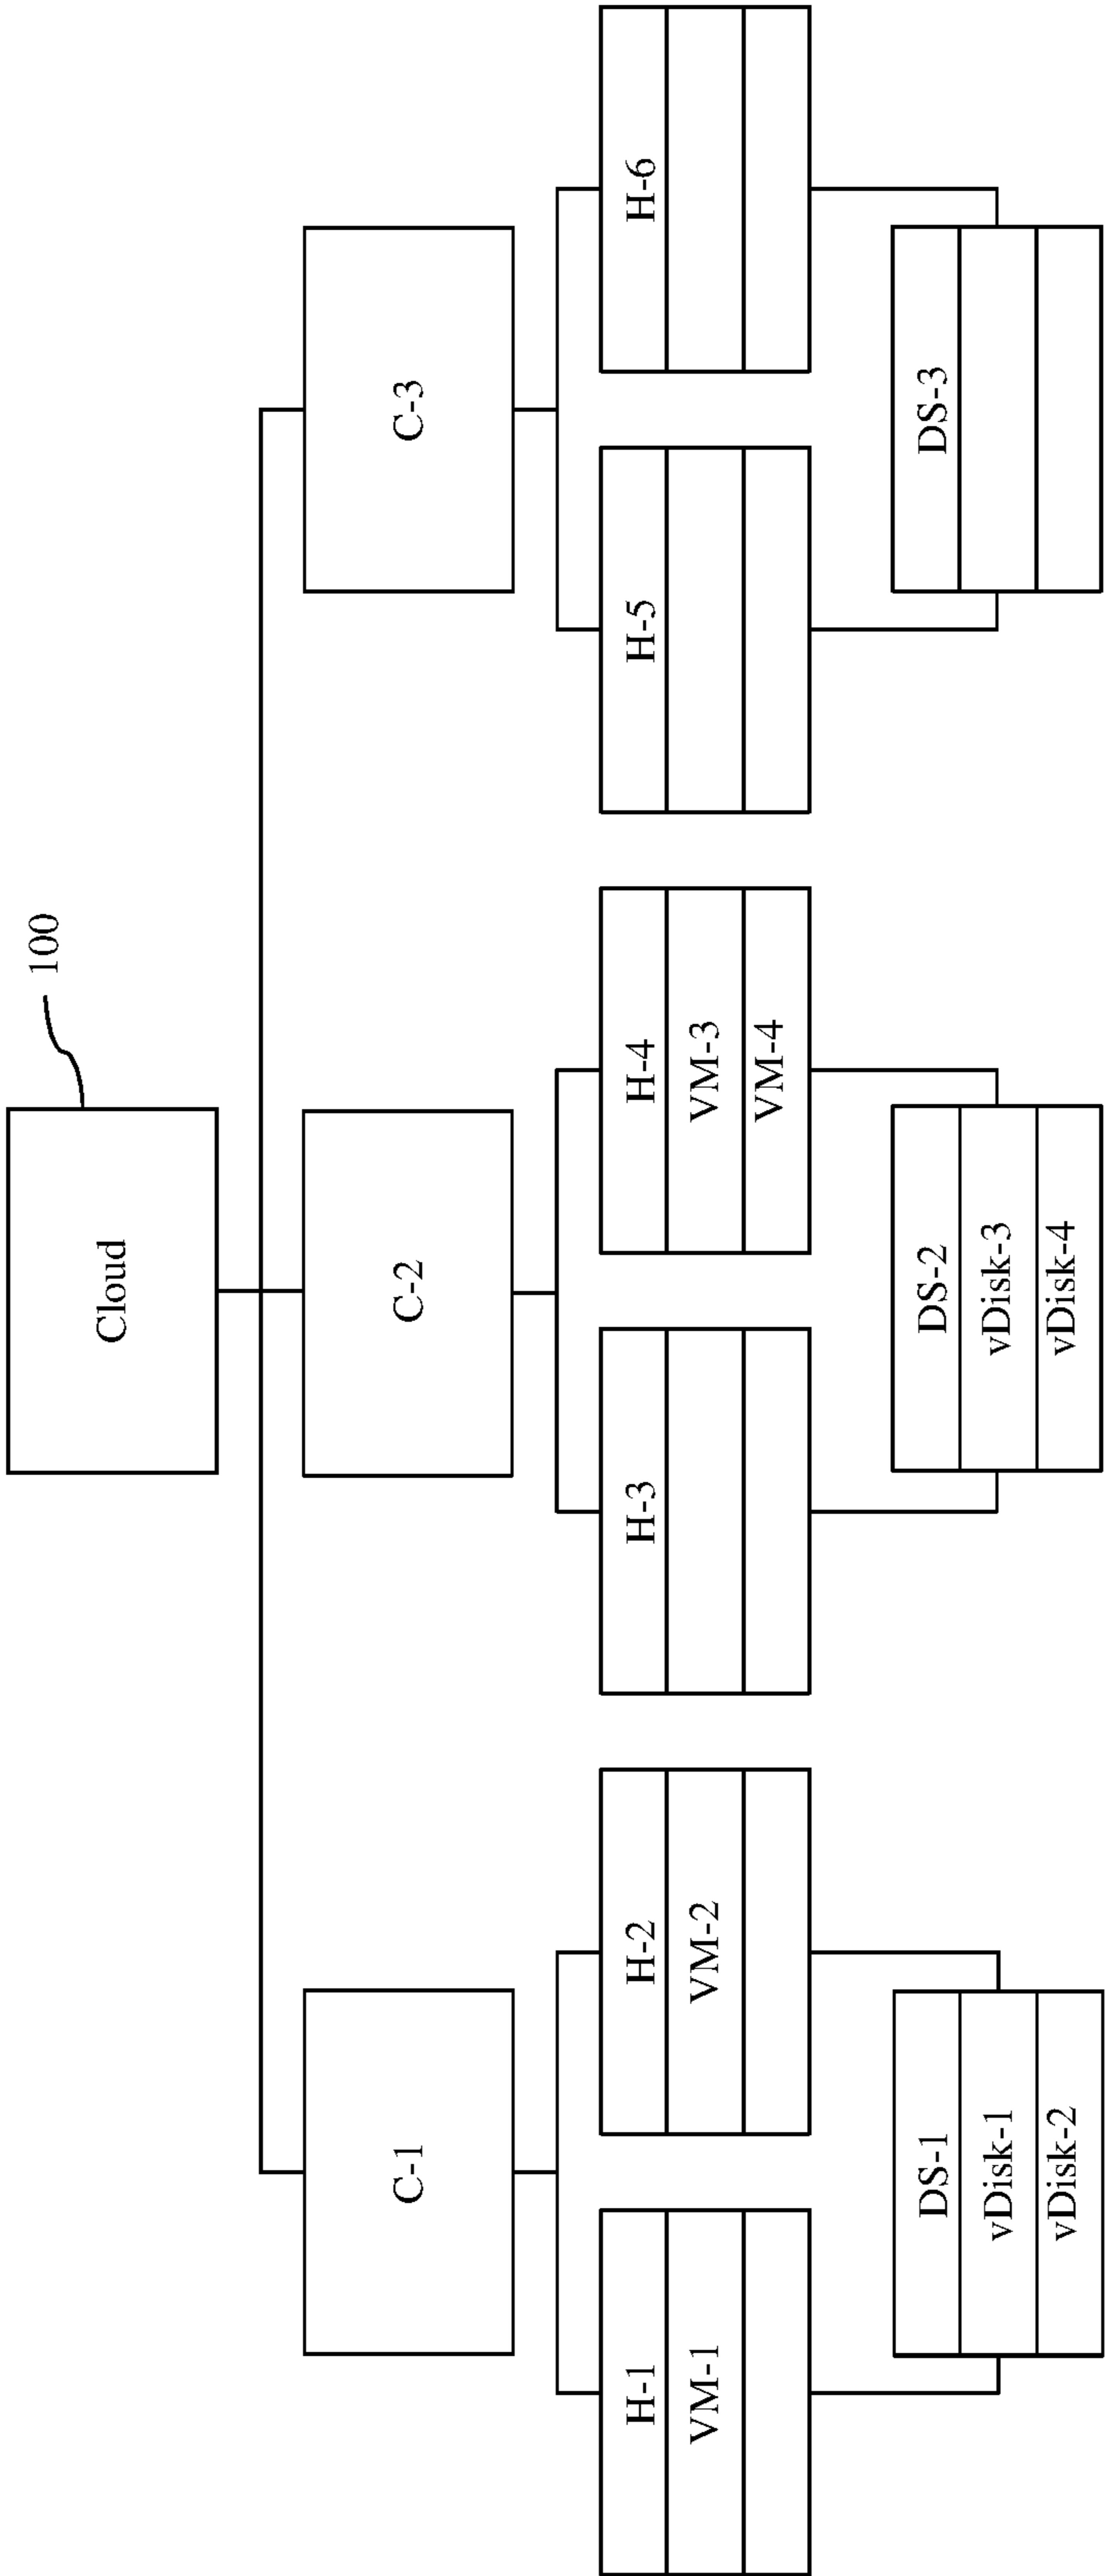 100
Cloud
C-1
C-2
C-3
H-1
VM-1
H-2
VM-2
H-3
H-4
VM-3
VM-4
H-5
H-6
DS-1
vDisk-1
vDisk-2
DS-2
vDisk-3
vDisk-4
DS-3